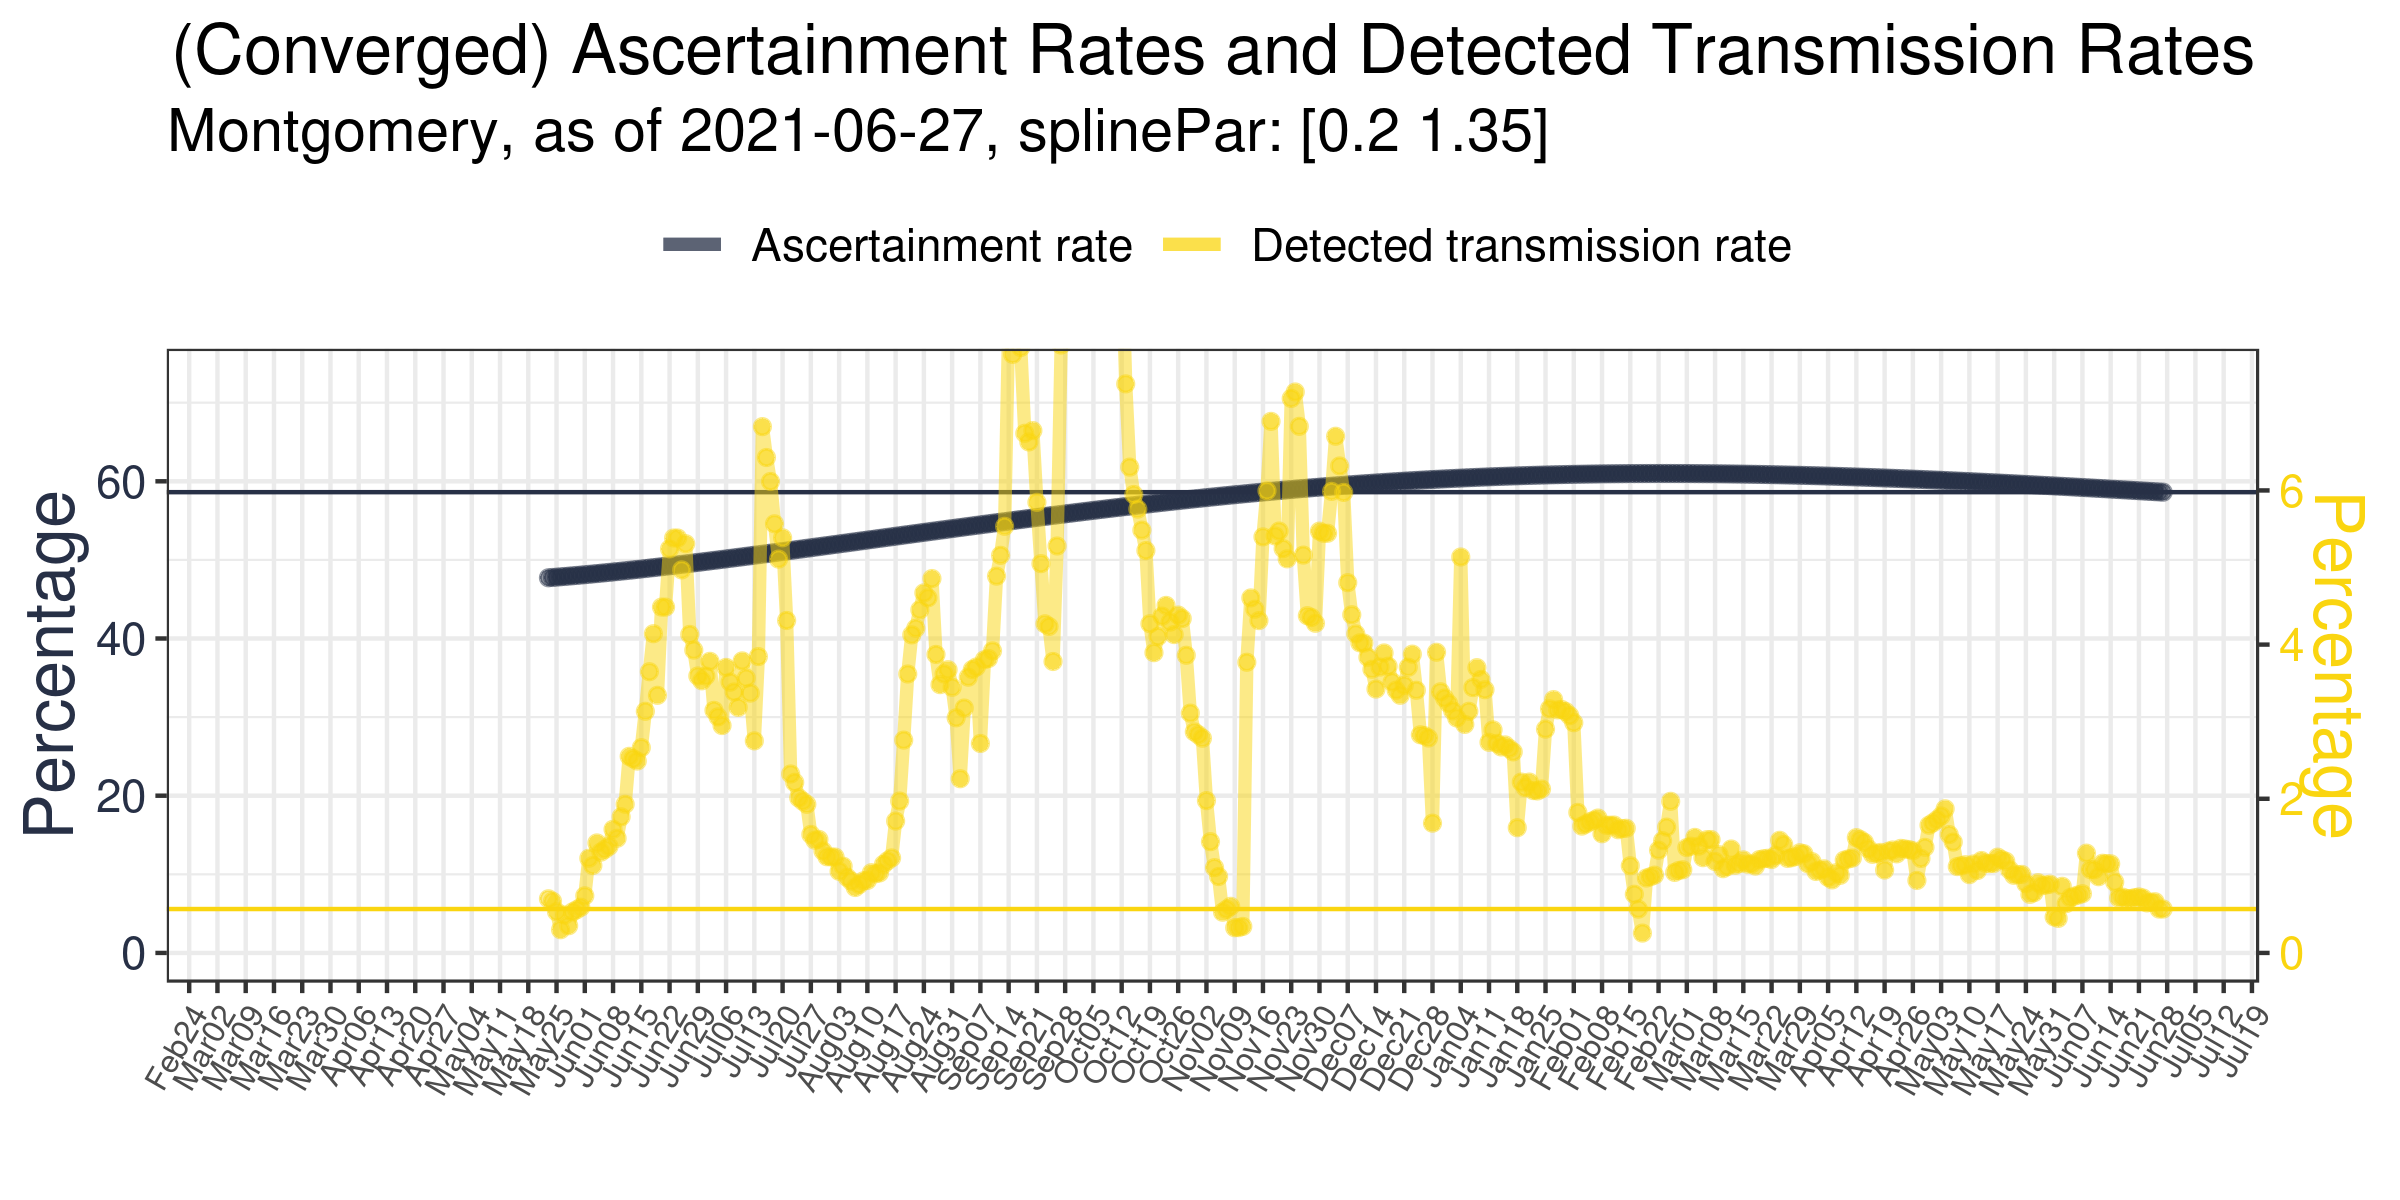 (Converged) Ascertainment Rates and Detected Transmission Rates
Montgomery, as of 2021-06-27, splinePar: [0.2 1.35]
Ascertainment rate Detected transmission rate
Percentage
60
40
20
0
6
4
2
0
Percentage
Feb24 Mar02 Mar09 Mar16 Mar23 Mar30 Apr06 Apr13 Apr20 Apr27 May04 May11 May18 May25 Jun01 Jun08 Jun15 Jun22 Jun29 Jul06 Jul13 Jul20 Jul27 Aug03 Aug10 Aug17 Aug24 Aug31 Sep07 Sep14 Sep21 Sep28 Oct05 Oct12 Oct19 Oct26 Nov02 Nov09 Nov16 Nov23 Nov30 Dec07 Dec14 Dec21 Dec28 Jan04 Jan11 Jan18 Jan25 Feb01 Feb08 Feb15 Feb22 Mar01 Mar08 Mar15 Mar22 Mar29 Apr05 Apr12 Apr19 Apr26 May03 May10 May17 May24 May31 Jun07 Jun14 Jun21 Jun28 Jul05 Jul12 Jul19